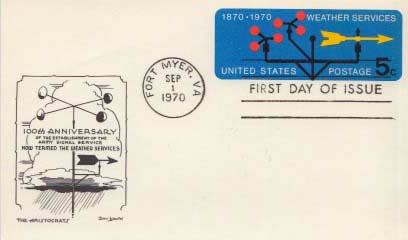 1870 · 1970 WEATHER SERVICES
UNITED STATES POSTAGE 5c
FORT MYER, VA
SEP
1
1970
FIRST DAY OF ISSUE
100th ANNIVERSARY
OF THE ESTABLISHMENT OF THE
ARMY SIGNAL SERVICE
NOW TERMED THE WEATHER SERVICES
"THE ARISTOCRATS"